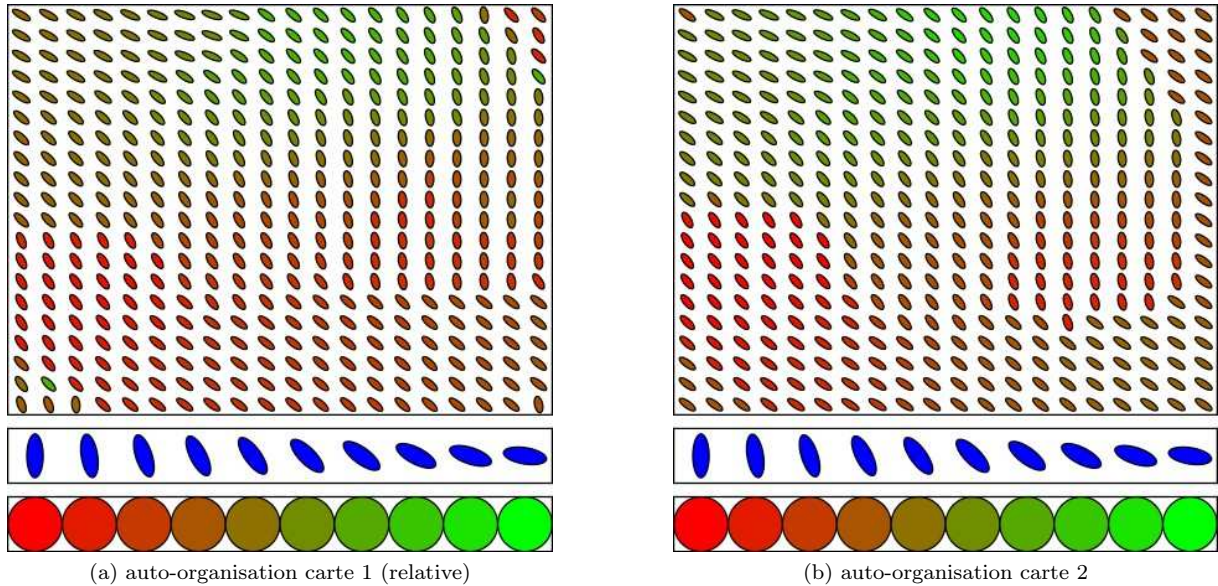 (a) auto-organisation carte 1 (relative)
(b) auto-organisation carte 2